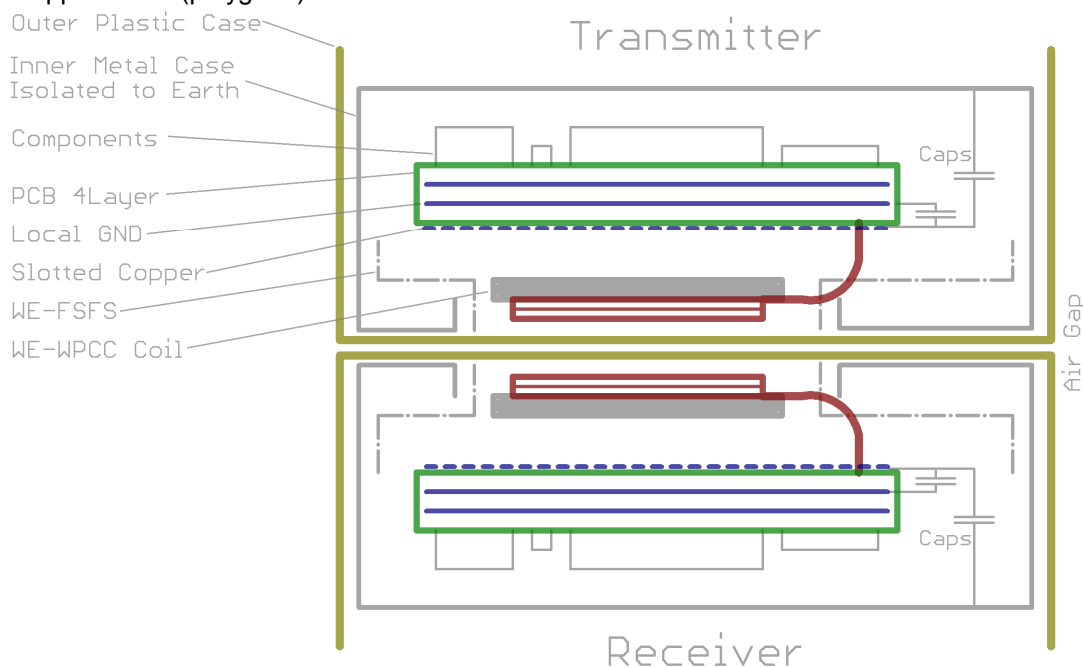 Outer Plastic Case
Transmitter
Inner Metal Case
Isolated to Earth
Components
Caps
PCB 4Layer
Local GND
Slotted Copper
WE-FSFS
WE-WPCC Coil
Air Gap
Caps
Receiver